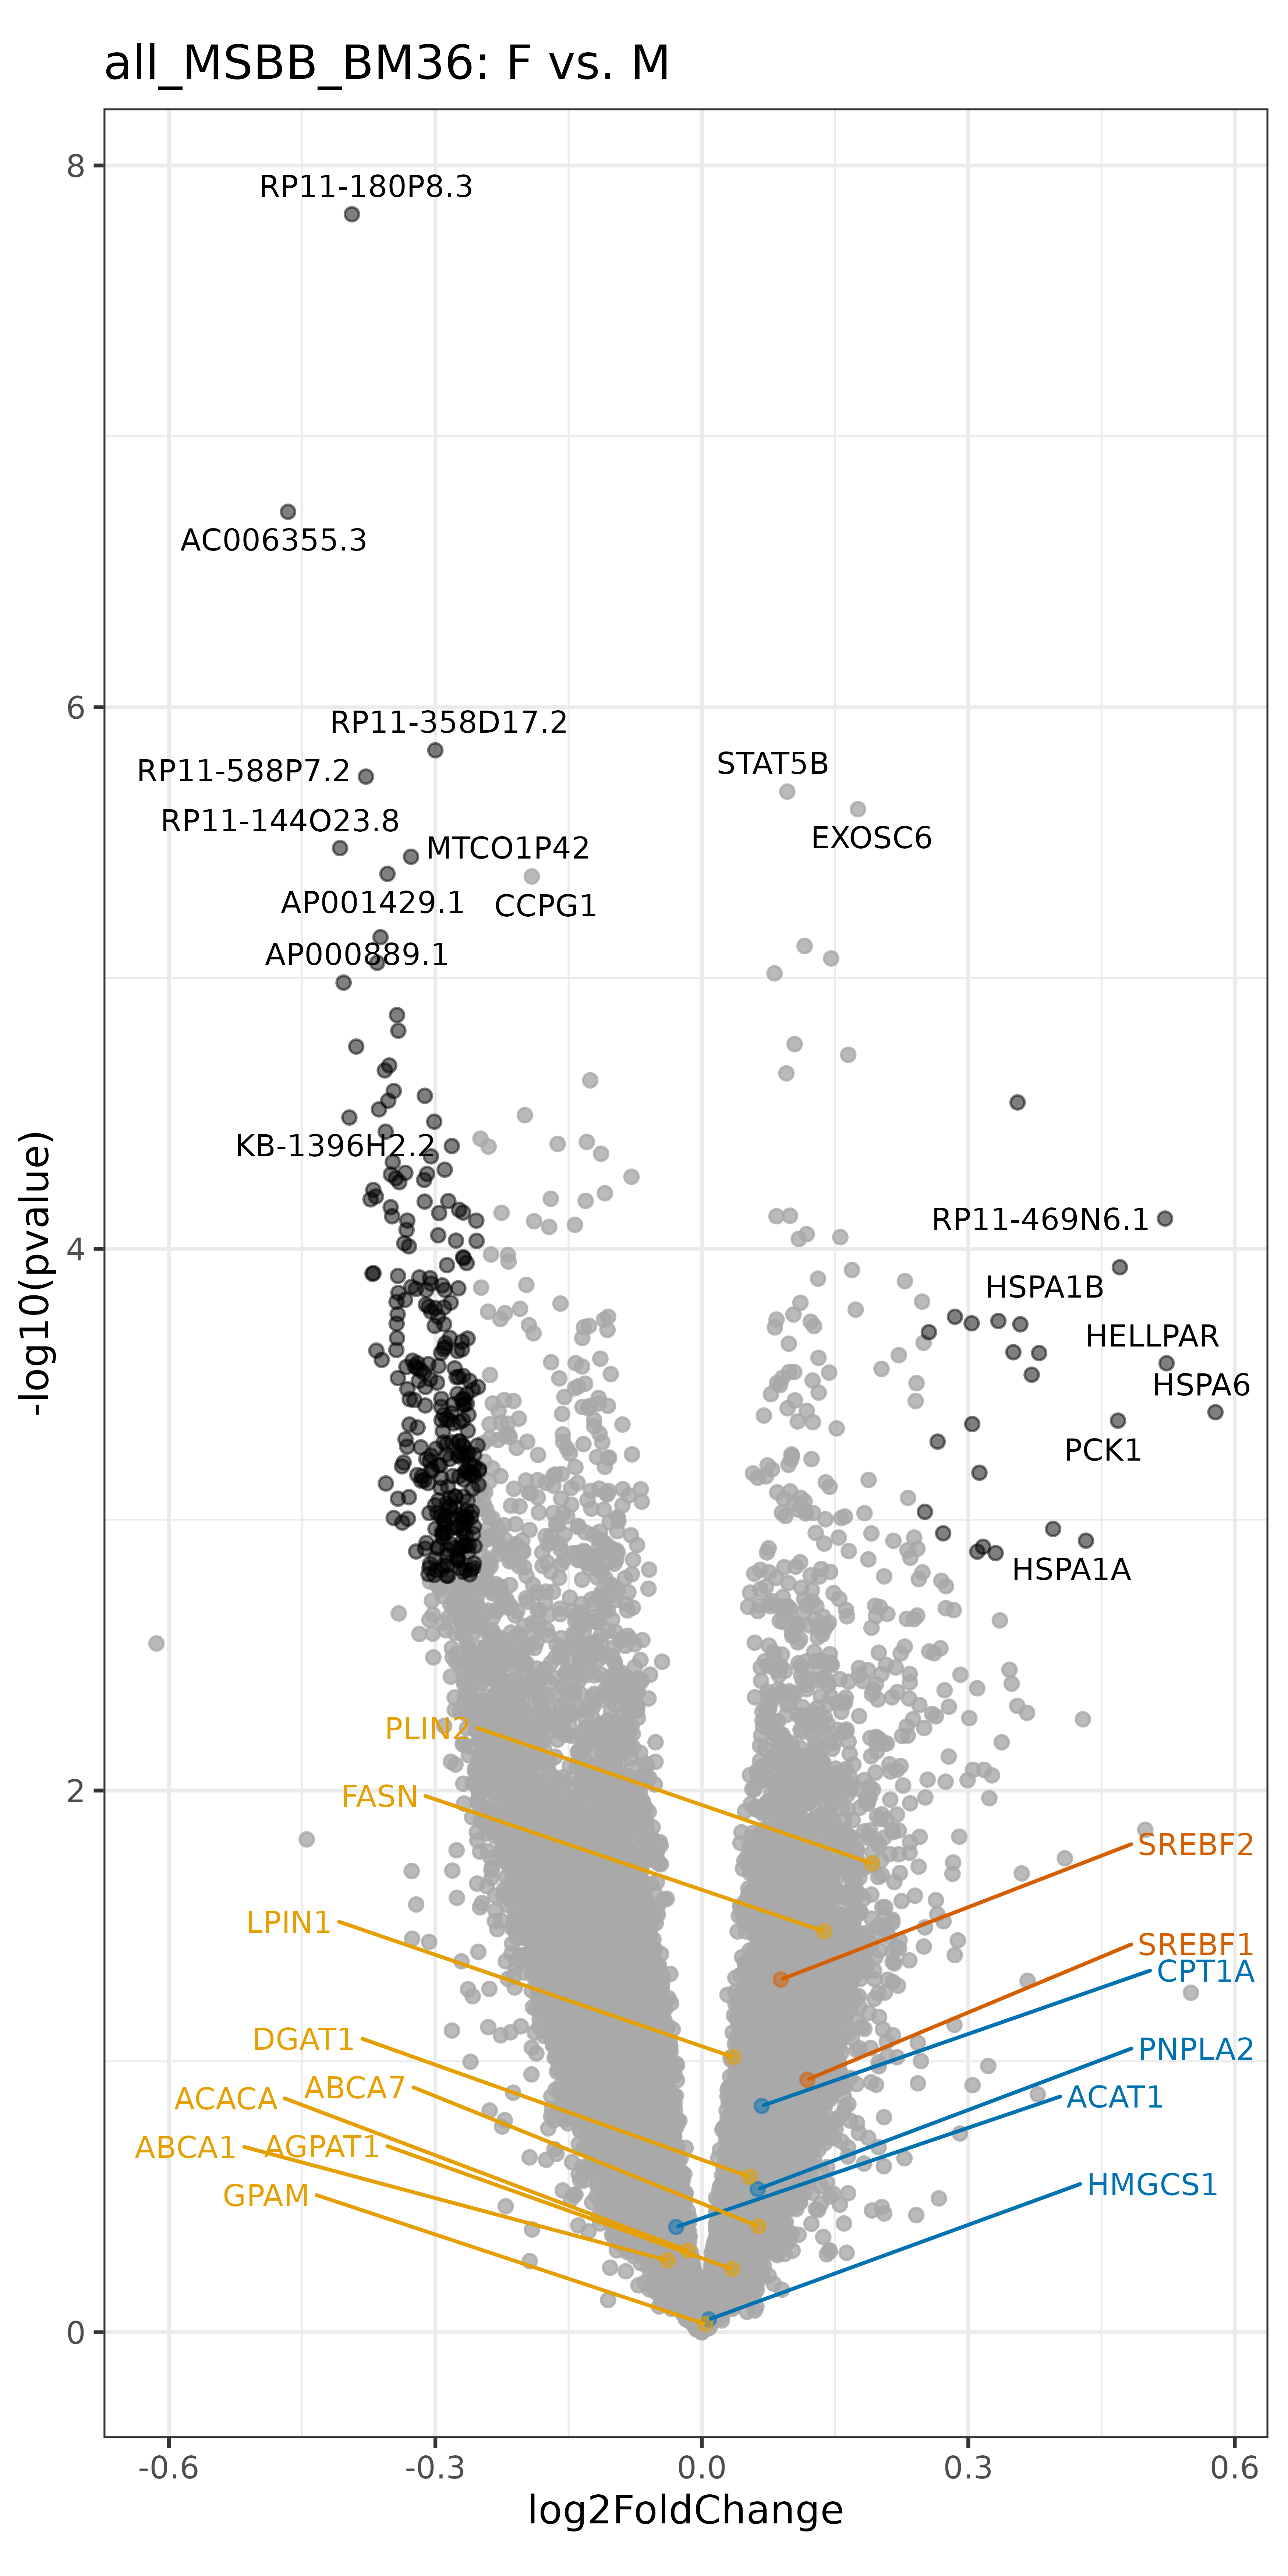 all_MSBB_BM36: F vs. M
8
RP11-180P8.3
AC006355.3
6
RP11-358D17.2
STAT5B
RP11-588P7.2
RP11-144O23.8
EXOSC6
MTCO1P42
AP001429.1
CCPG1
AP000889.1
KB-1396H2.2
-log10(pvalue)
4
RP11-469N6.1
HSPA1B
HELLPAR
HSPA6
PCK1
HSPA1A
PLIN2
2
FASN
SREBF2
LPIN1
SREBF1
CPT1A
DGAT1
PNPLA2
ABCA7
ACACA
ACAT1
ABCA1
AGPAT1
HMGCS1
GPAM
0
-0.6
-0.3
0.0
0.3
0.6
log2FoldChange